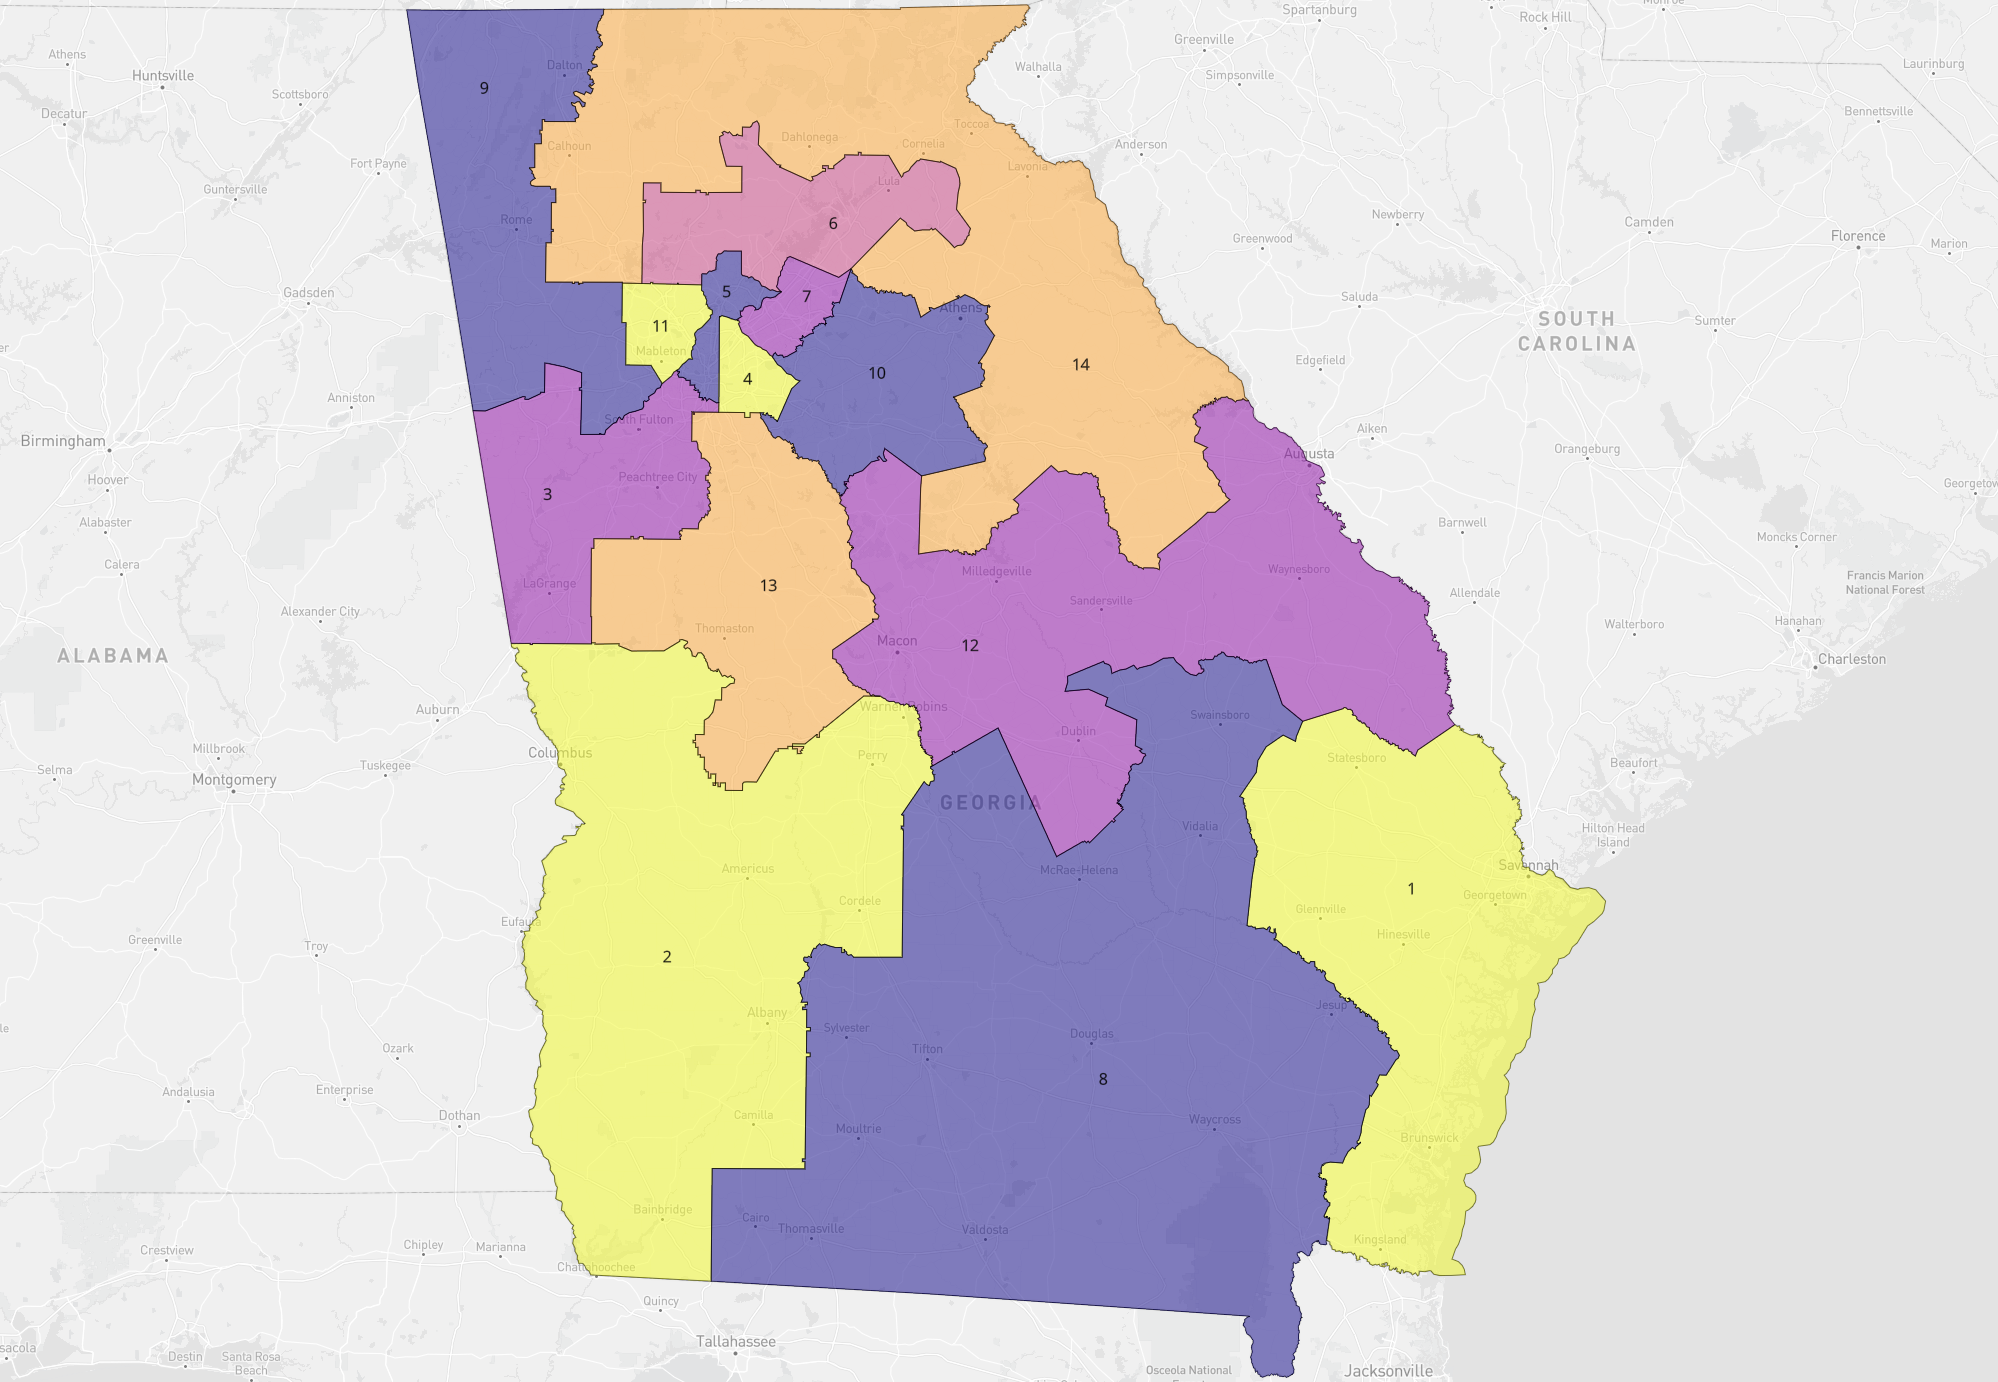 Spartanburg
Rock Hill
Monroe
Athens
Huntsville
Dalton
Greenville
Walhalla
Simpsonville
Laurinburg
9
Scottsboro
Decatur
Bennettsville
Toccoa
Dahlonega
Cornelia
Calhoun
Anderson
Fort Payne
Lavonia
Guntersville
Lula
Rome
6
Newberry
Camden
Greenwood
Florence
Marion
5
7
Gadsden
Saluda
Athens
SOUTH
CAROLINA
Sumter
11
Mableton
4
10
14
Edgefield
Anniston
South Fulton
Birmingham
Aiken
Orangeburg
Augusta
Hoover
Peachtree City
3
Georgetow
Alabaster
Barnwell
Moncks Corner
Calera
Milledgeville
Waynesboro
LaGrange
13
Francis Marion
National Forest
Allendale
Sandersville
Alexander City
Thomaston
Macon
12
Walterboro
Hanahan
ALABAMA
Charleston
Auburn
Warner Robins
Swainsboro
Dublin
Millbrook
Columbus
Perry
Statesboro
Selma
Montgomery
Tuskegee
Beaufort
GEORGIA
Vidalia
Hilton Head
Island
Americus
McRae-Helena
Savannah
1
Georgetown
Cordele
Glennville
Eufaula
Hinesville
Greenville
Troy
2
Albany
Sylvester
Jesup
Douglas
Ozark
Tifton
8
Andalusia
Enterprise
Dothan
Camilla
Moultrie
Waycross
Brunswick
Bainbridge
Cairo
Thomasville
Valdosta
Kingsland
Crestview
Chipley
Marianna
Chattahoochee
Quincy
Tallahassee
sacola
Destin
Santa Rosa
Beach
Osceola National
Jacksonville